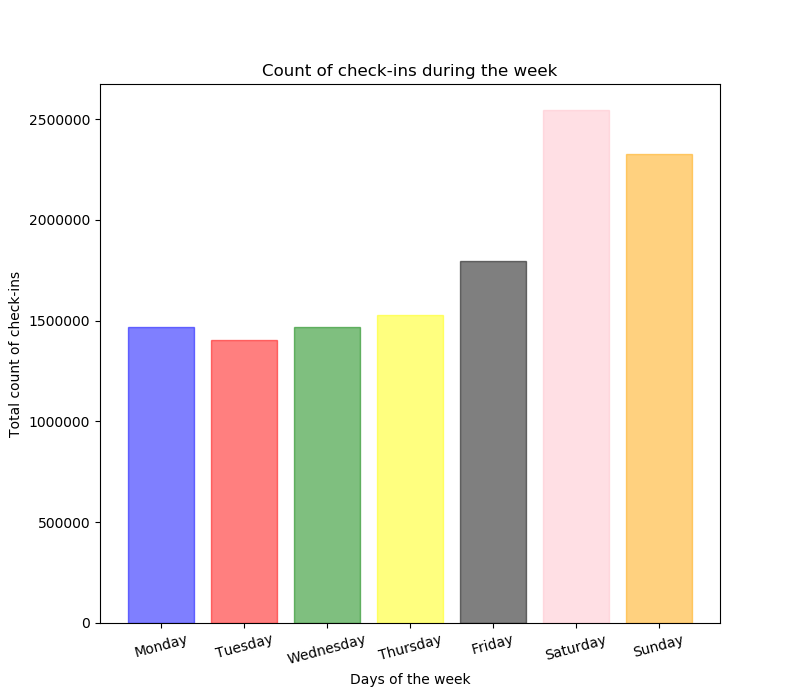 Count of check-ins during the week
Total count of check-ins
2500000
2000000
1500000
1000000
500000
0
Monday
Tuesday
Wednesday
Thursday
Friday
Saturday
Sunday
Days of the week